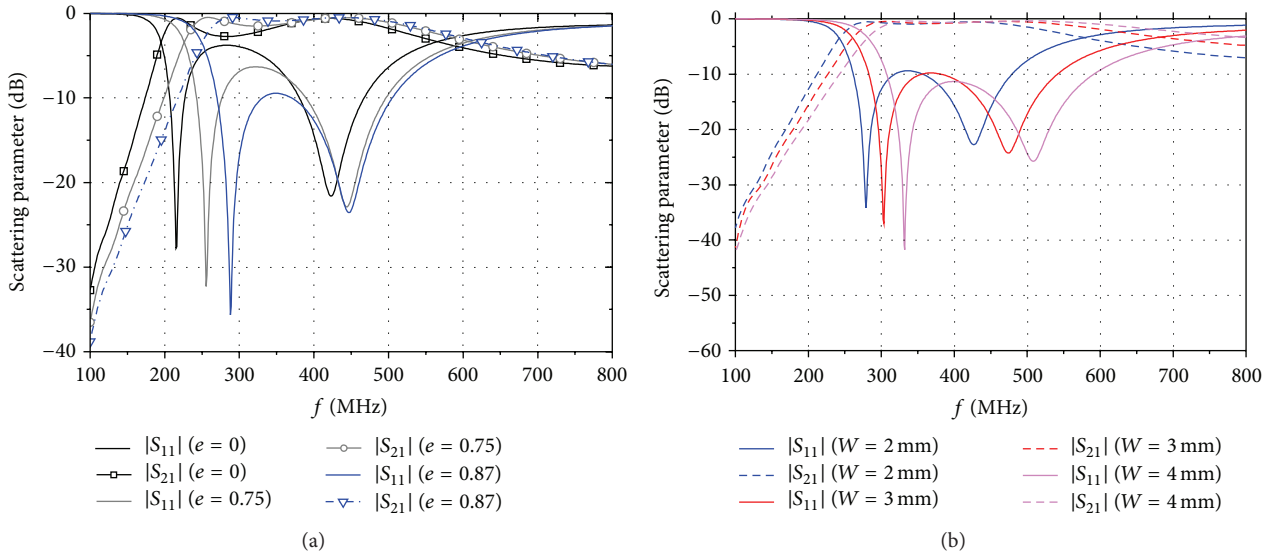 Scattering parameter (dB)
0
−10
−20
−30
−40
100 200 300 400 500 600 700 800
f (MHz)
|S11| (e = 0)
|S21| (e = 0)
|S11| (e = 0.75)
|S21| (e = 0.75)
|S11| (e = 0.87)
|S21| (e = 0.87)
(a)
Scattering parameter (dB)
0
−10
−20
−30
−40
−50
−60
100 200 300 400 500 600 700 800
f (MHz)
|S11| (W = 2 mm)
|S21| (W = 2 mm)
|S11| (W = 3 mm)
|S21| (W = 3 mm)
|S11| (W = 4 mm)
|S21| (W = 4 mm)
(b)